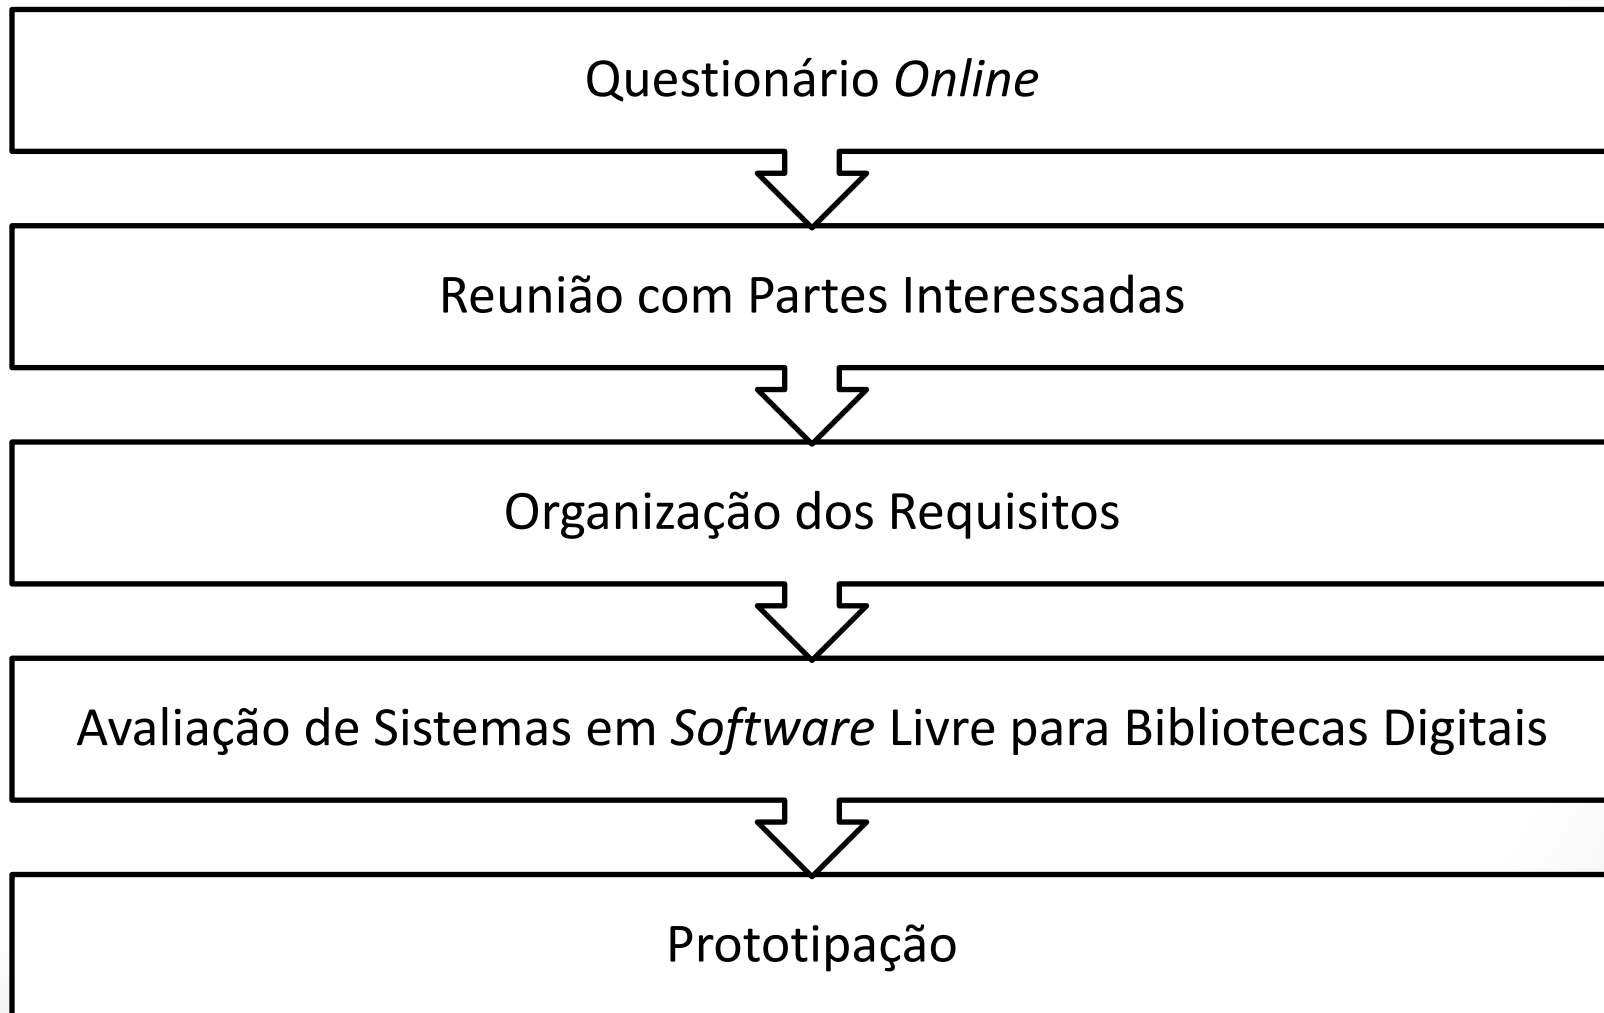 Questionário Online
Reunião com Partes Interessadas
Organização dos Requisitos
Avaliação de Sistemas em Software Livre para Bibliotecas Digitais
Prototipação